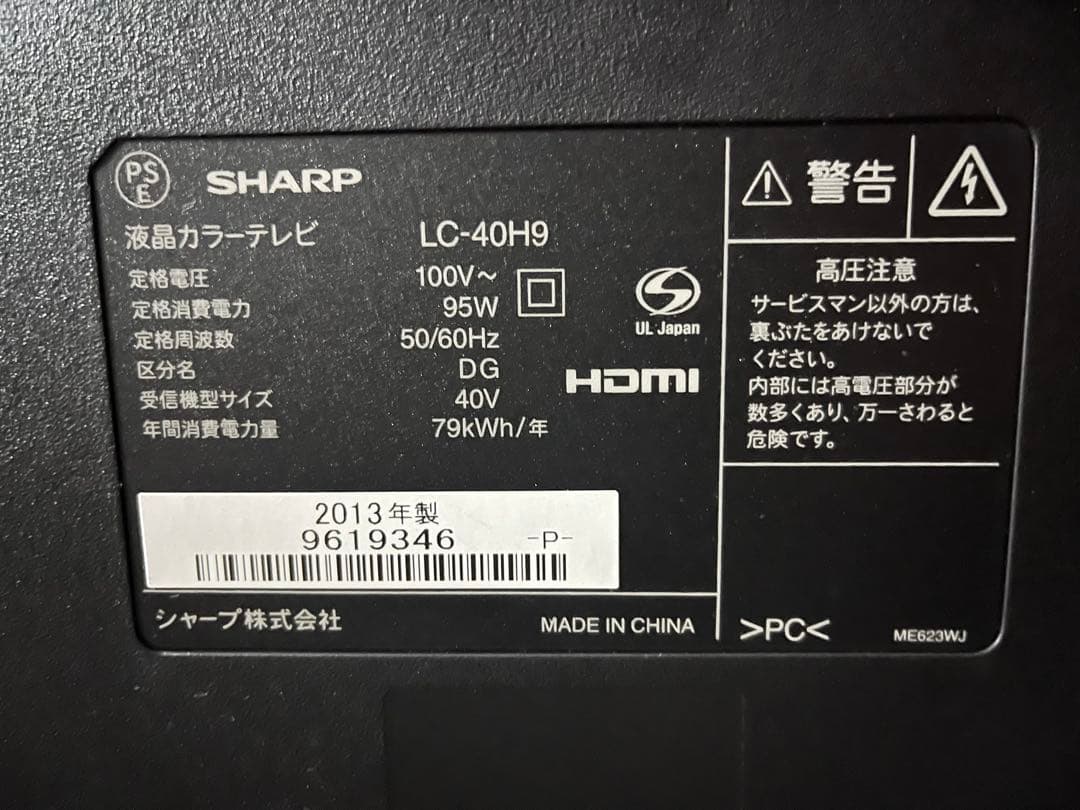 PS
E
SHARP
液晶カラーテレビ LC-40H9
定格電圧 100V～
定格消費電力 95W
定格周波数 50/60Hz
区分名 DG
受信機型サイズ 40V
年間消費電力量 79kWh/年
S
UL Japan
HDMI
2013年製
9619346 -P-
シャープ株式会社 MADE IN CHINA
警告
高圧注意
サービスマン以外の方は、
裏ぶたをあけないで
ください。
内部には高電圧部分が
数多くあり、万一さわると
危険です。
>PC<
ME623WJ